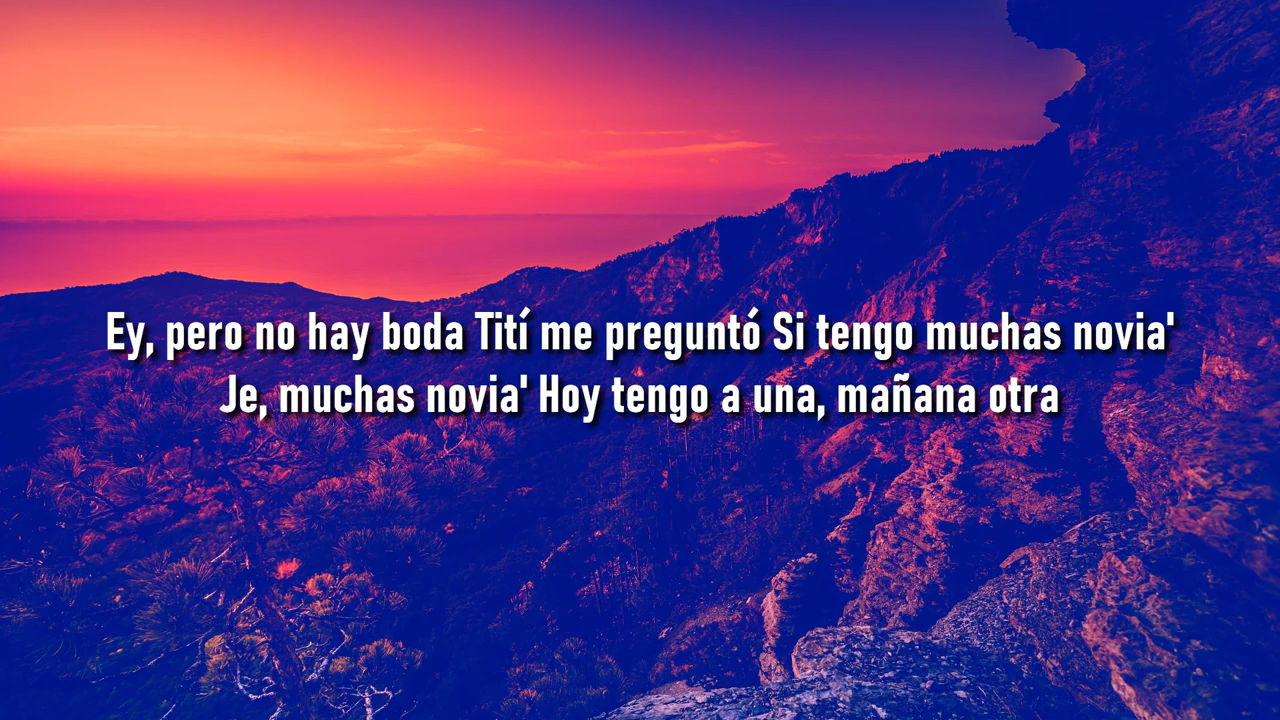 Ey, pero no hay boda Tití me preguntó Si tengo muchas novia'
Je, muchas novia' Hoy tengo a una, mañana otra